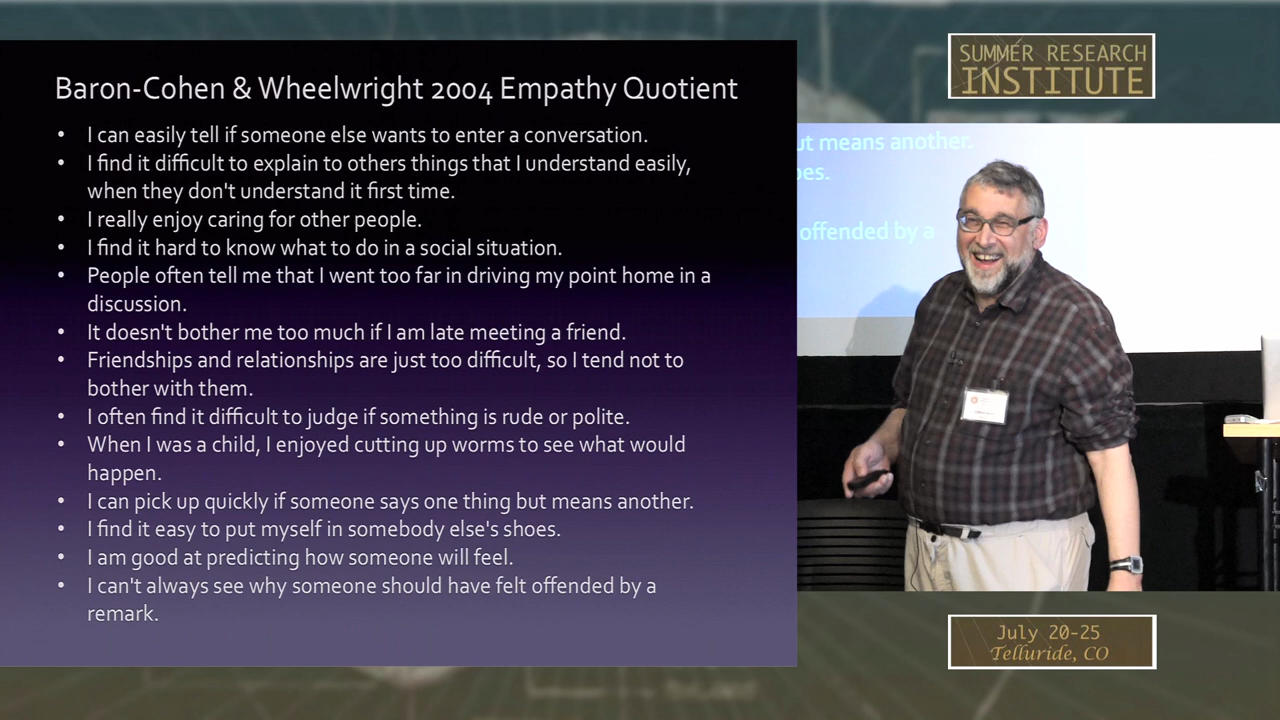 Baron-Cohen & Wheelwright 2004 Empathy Quotient
• I can easily tell if someone else wants to enter a conversation.
• I find it difficult to explain to others things that I understand easily,
when they don't understand it first time.
• I really enjoy caring for other people.
• I find it hard to know what to do in a social situation.
• People often tell me that I went too far in driving my point home in a
discussion.
• It doesn't bother me too much if I am late meeting a friend.
• Friendships and relationships are just too difficult, so I tend not to
bother with them.
• I often find it difficult to judge if something is rude or polite.
• When I was a child, I enjoyed cutting up worms to see what would
happen.
• I can pick up quickly if someone says one thing but means another.
• I find it easy to put myself in somebody else's shoes.
• I am good at predicting how someone will feel.
• I can't always see why someone should have felt offended by a
remark.
SUMMER RESEARCH
INSTITUTE
ut means another.
oes.
offended by a
July 20-25
Telluride, CO